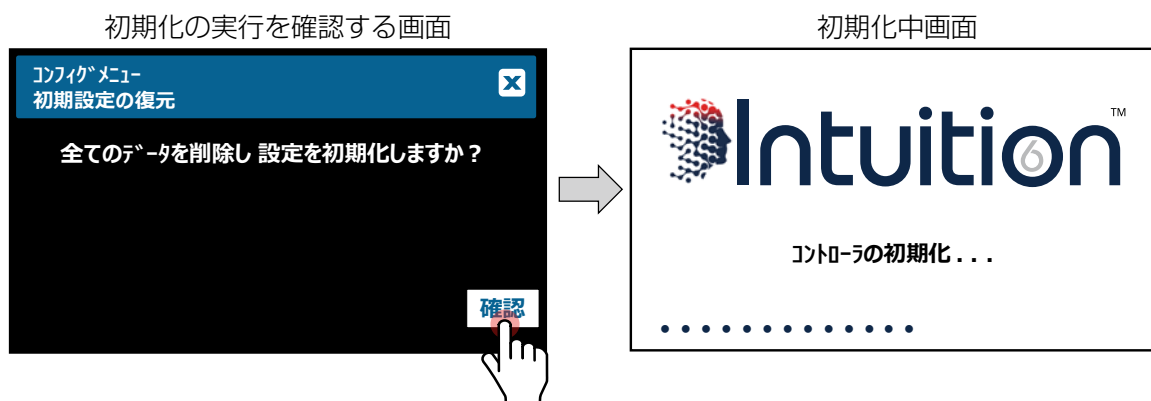 初期化の実行を確認する画面
ｺﾝﾌｨｸﾞﾒﾆｭｰ
初期設定の復元
X
全てのﾃﾞｰﾀを削除し 設定を初期化しますか？
確認
初期化中画面
Intuition6™
ｺﾝﾄﾛｰﾗの初期化 . . .